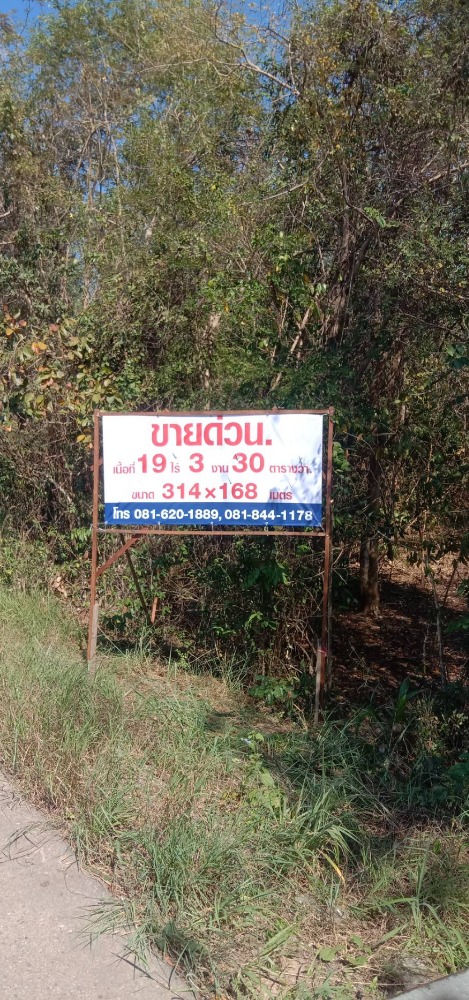 ขายด่วน.
เนื้อที่ 19 ไร่ 3 งาน 30 ตารางวา.
ขนาด 314×168 เมตร
โทร 081-620-1889, 081-844-1178